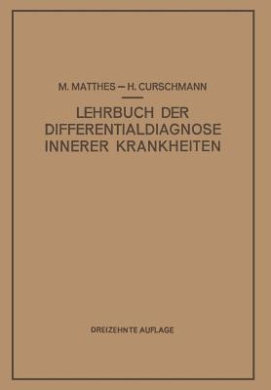 M. MATTHES – H. CURSCHMANN
LEHRBUCH DER
DIFFERENTIALDIAGNOSE
INNERER KRANKHEITEN
DREIZEHNTE AUFLAGE